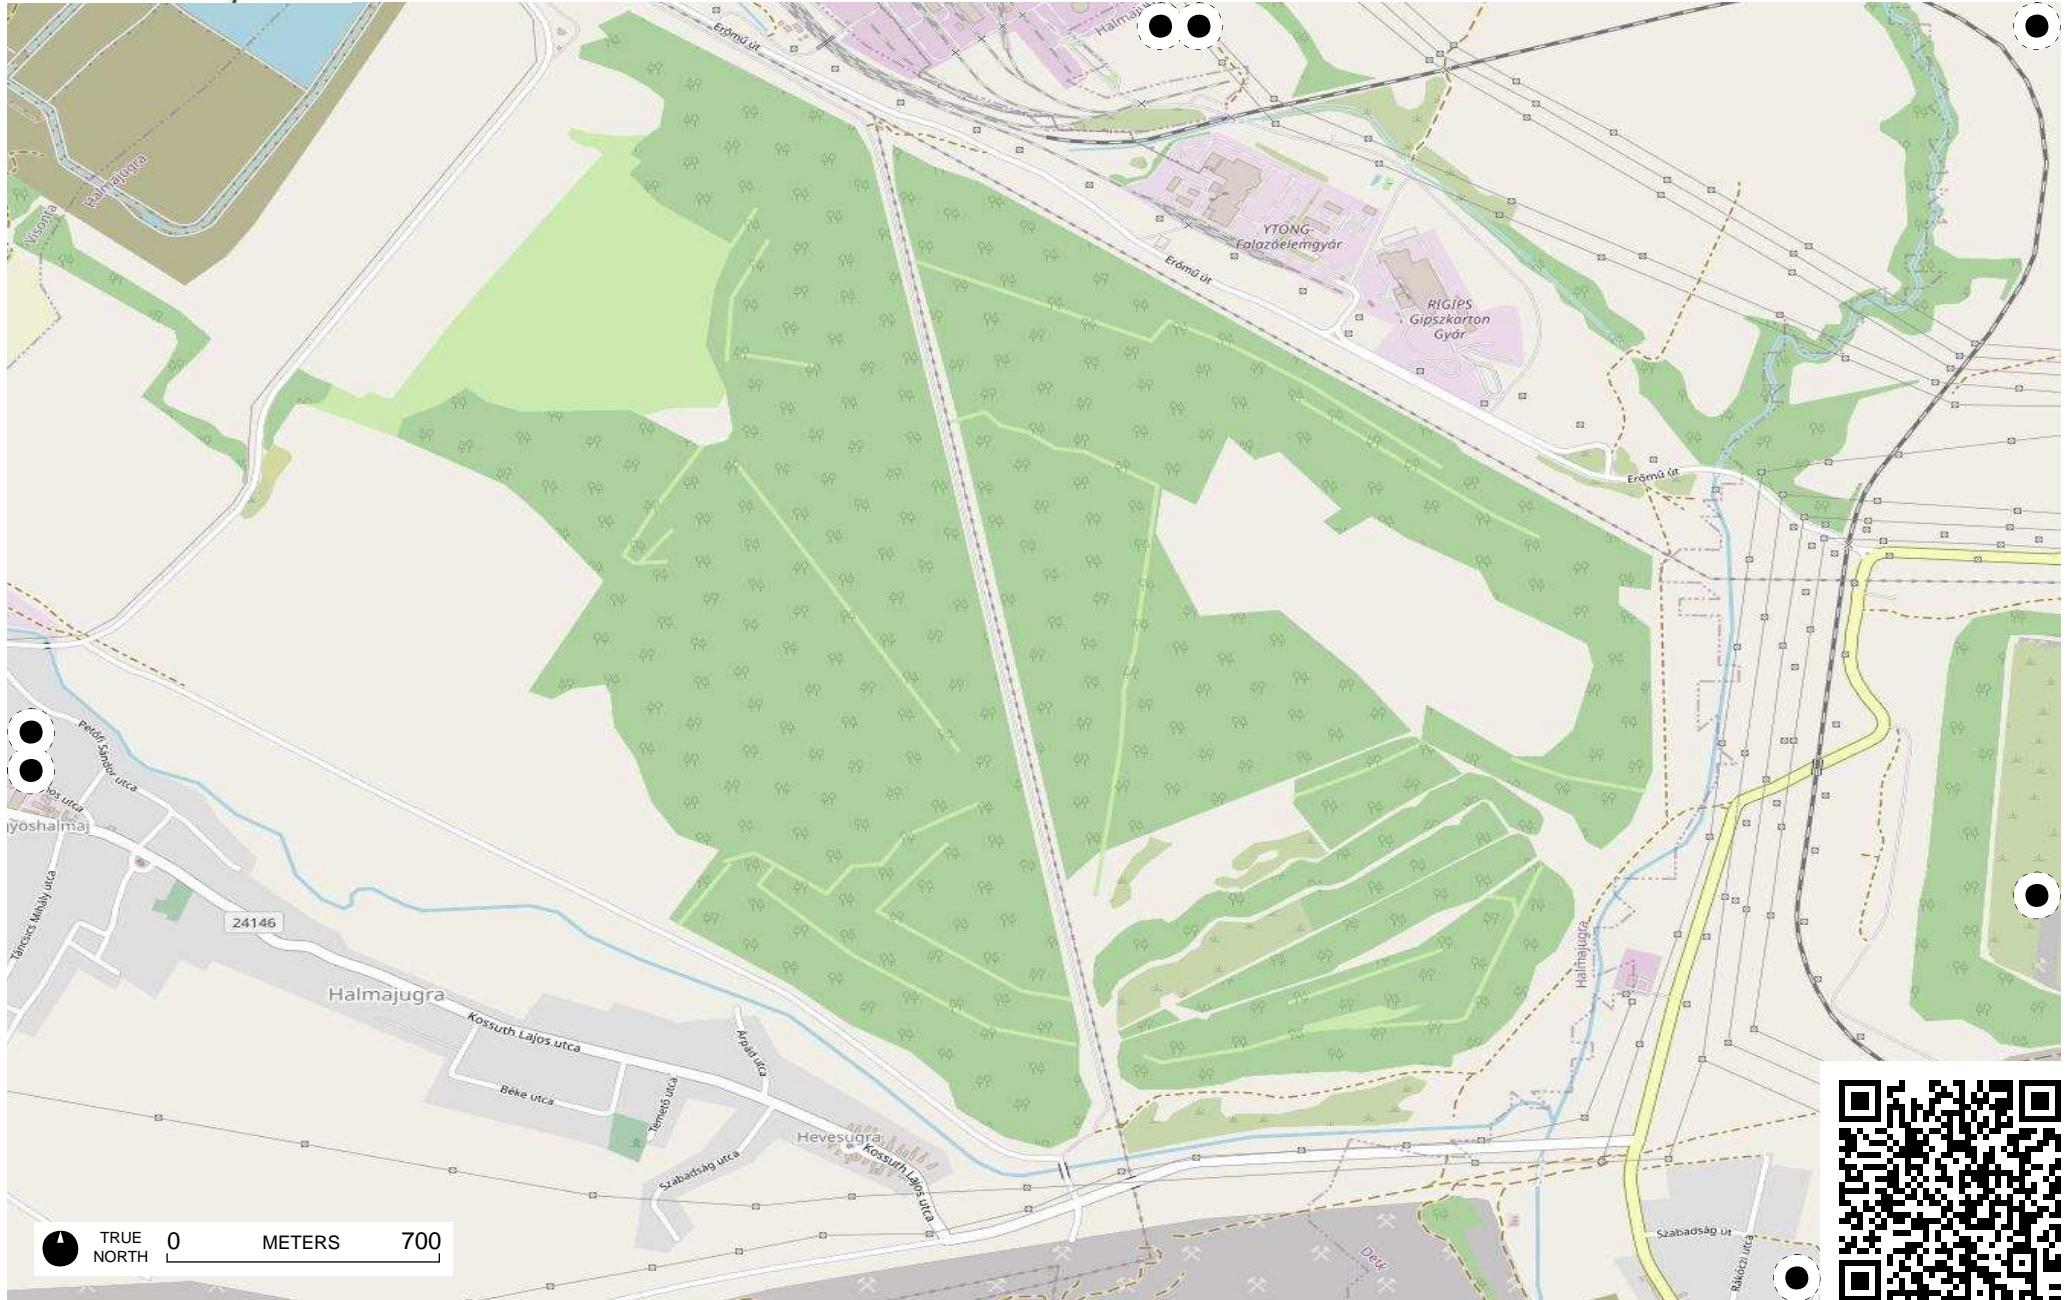 Erőmű út
Halmajugra
Visonta
YTONG-
Falazóelemgyár
Erőmű út
RIGIPS
Gipszkarton
Gyár
Erőmű út
Petőfi Sándor utca
Táncsics Mihály utca
24146
Halmajugra
Halmajugra
Kossuth Lajos utca
Árpád utca
Béke utca
Temető utca
Hevesugra
Kossuth Lajos utca
Szabadság utca
Detk
Szabadság út
Rákóczi utca
TRUE
NORTH
0 METERS 700